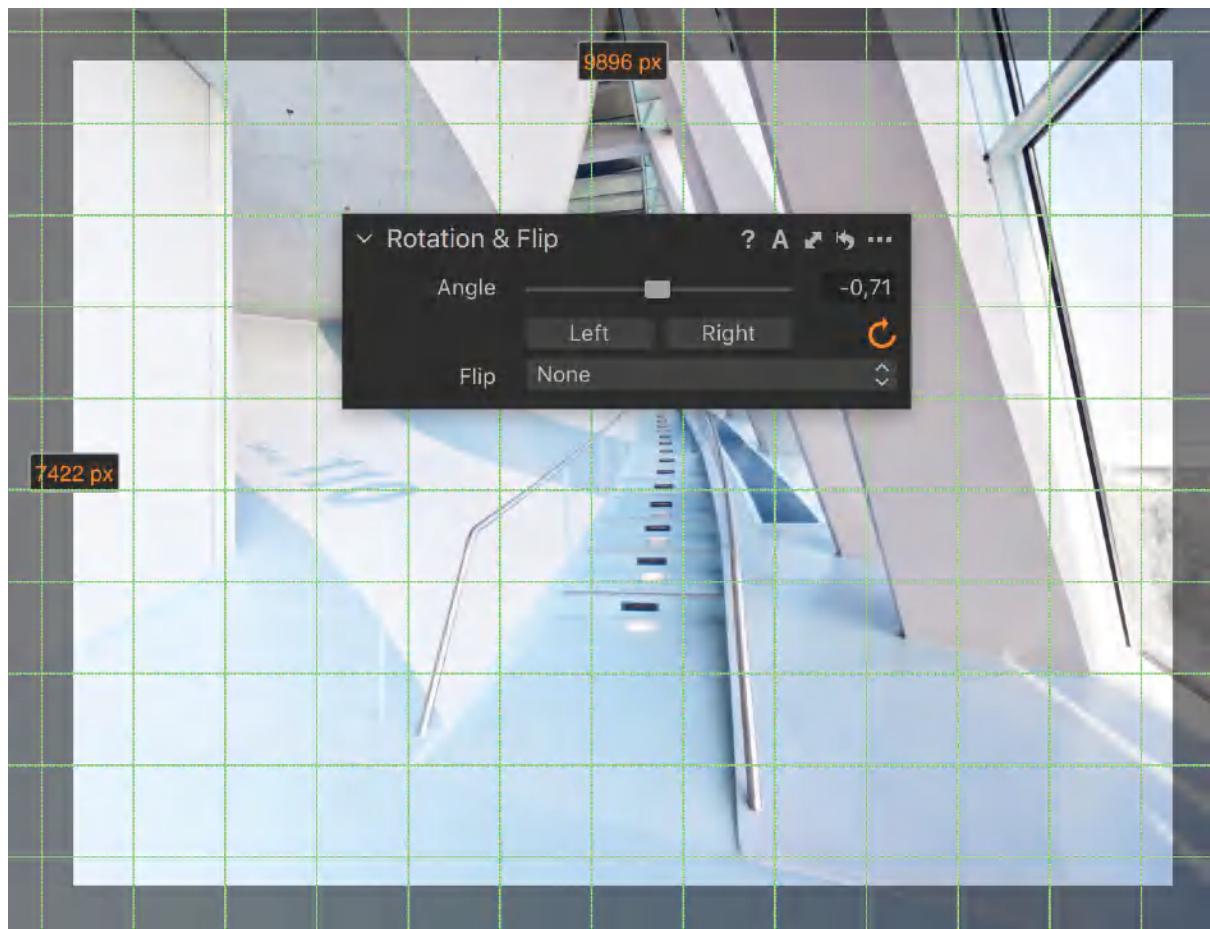 9896 px
Rotation & Flip ? A
Angle -0,71
Left Right
Flip None
7422 px